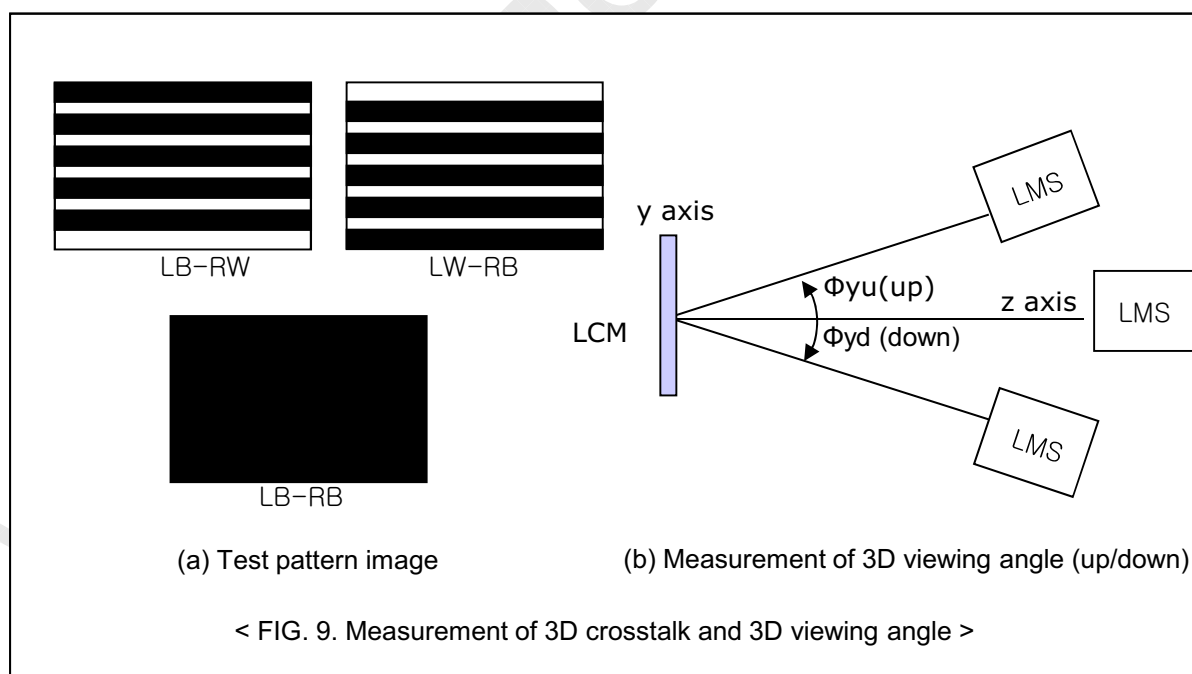 LB-RW
LW-RB
LB-RB
(a) Test pattern image
y axis
LCM
Φyu(up)
z axis
Φyd (down)
LMS
LMS
LMS
(b) Measurement of 3D viewing angle (up/down)
< FIG. 9. Measurement of 3D crosstalk and 3D viewing angle >